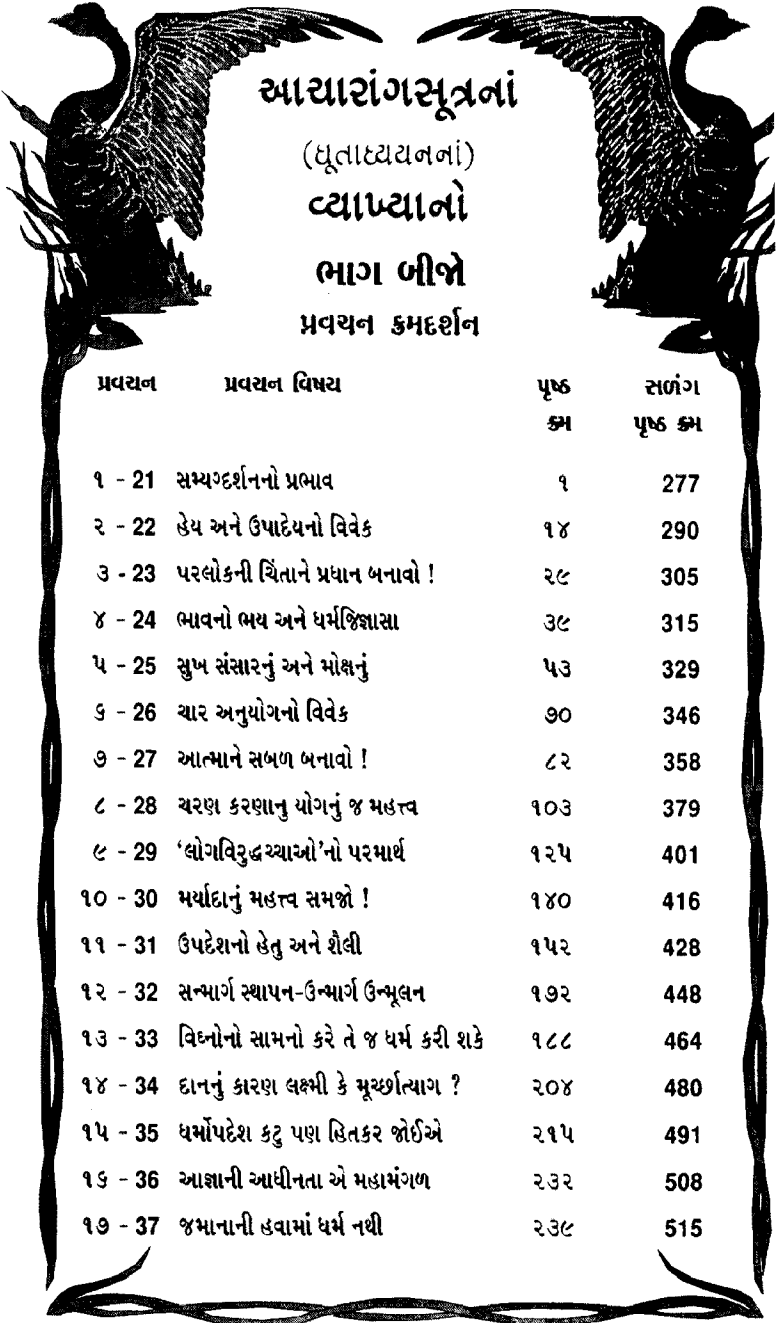 આચારાંગસૂત્રનાં
(ધૂતાધ્યયનનાં)
વ્યાખ્યાનો
ભાગ બીજો
પ્રવચન ક્રમદર્શન
પ્રવચન પ્રવચન વિષય પૃષ્ઠ સળંગ
ક્રમ પૃષ્ઠ ક્રમ
૧ - 21 સમ્યગ્દર્શનનો પ્રભાવ ૧ 277
૨ - 22 હેય અને ઉપાદેયનો વિવેક ૧૪ 290
૩ - 23 પરલોકની ચિંતાને પ્રધાન બનાવો ! ૨૯ 305
૪ - 24 ભાવનો ભય અને ધર્મજિજ્ઞાસા ૩૯ 315
૫ - 25 સુખ સંસારનું અને મોક્ષનું ૫૩ 329
૬ - 26 ચાર અનુયોગનો વિવેક ૭૦ 346
૭ - 27 આત્માને સબળ બનાવો ! ૮૨ 358
૮ - 28 ચરણ કરણાનુ યોગનું જ મહત્ત્વ ૧૦૩ 379
૯ - 29 ‘લોગવિરુદ્ધચ્ચાઓ’નો પરમાર્થ ૧૨૫ 401
૧૦ - 30 મર્યાદાનું મહત્ત્વ સમજો ! ૧૪૦ 416
૧૧ - 31 ઉપદેશનો હેતુ અને શૈલી ૧૫૨ 428
૧૨ - 32 સન્માર્ગ સ્થાપન-ઉન્માર્ગ ઉન્મૂલન ૧૭૨ 448
૧૩ - 33 વિઘ્નોનો સામનો કરે તે જ ધર્મ કરી શકે ૧૮૮ 464
૧૪ - 34 દાનનું કારણ લક્ષ્મી કે મૂર્ચ્છાત્યાગ ? ૨૦૪ 480
૧૫ - 35 ધર્મોપદેશ કટુ પણ હિતકર જોઈએ ૨૧૫ 491
૧૬ - 36 આજ્ઞાની આધીનતા એ મહામંગળ ૨૩૨ 508
૧૭ - 37 જમાનાની હવામાં ધર્મ નથી ૨૩૯ 515